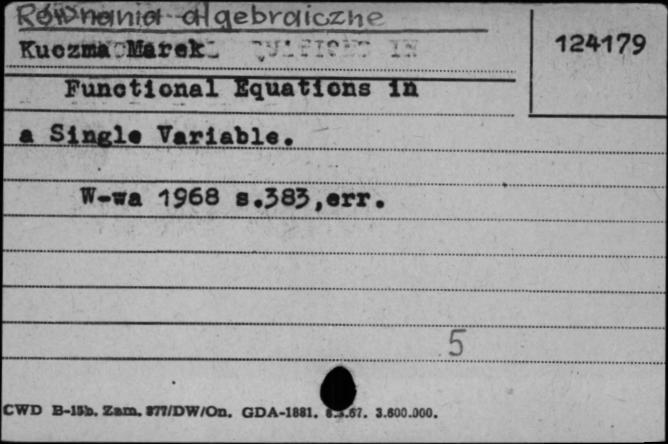 Równania algebraiczne
Kuczma Marek
124179
Functional Equations in
a Single Variable.
W-wa 1968 s.383,err.
5
CWD B-15b. Zam. 877/DW/On. GDA-1881. 67. 3.600.000.